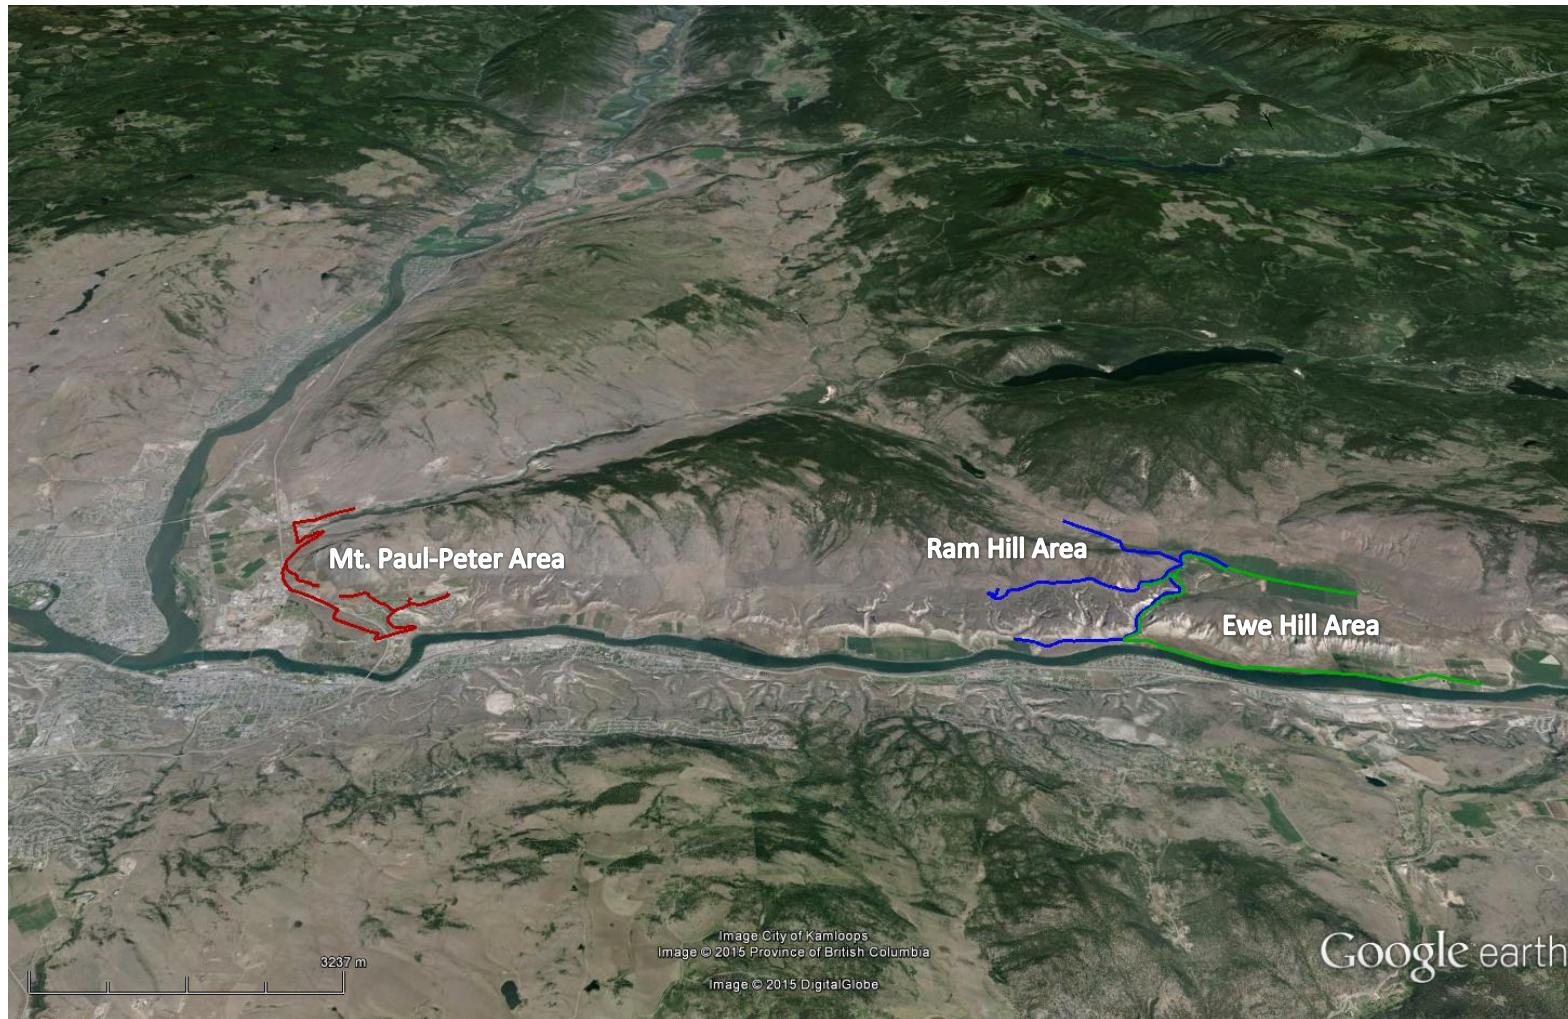 Mt. Paul-Peter Area
Ram Hill Area
Ewe Hill Area
3237 m
Image City of Kamloops
Image © 2015 Province of British Columbia
Image © 2015 DigitalGlobe
Google earth